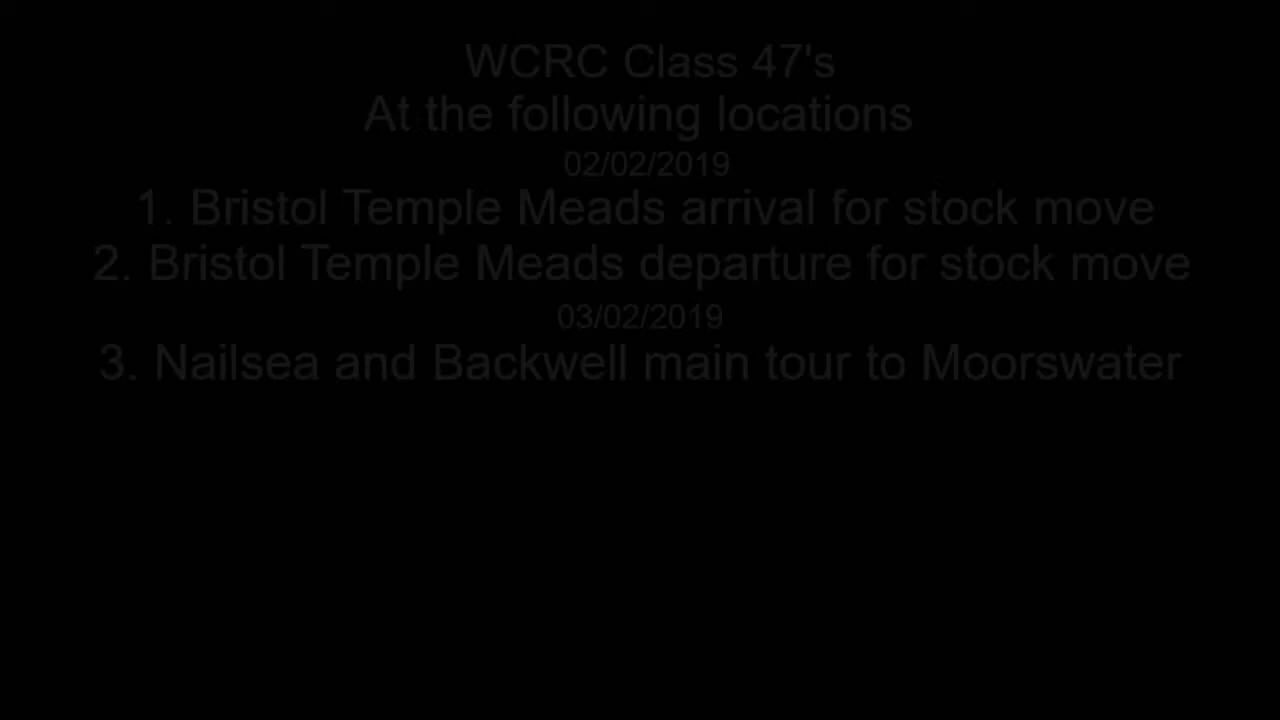 WCRC Class 47's
At the following locations
02/02/2019
1. Bristol Temple Meads arrival for stock move
2. Bristol Temple Meads departure for stock move
03/02/2019
3. Nailsea and Backwell main tour to Moorswater